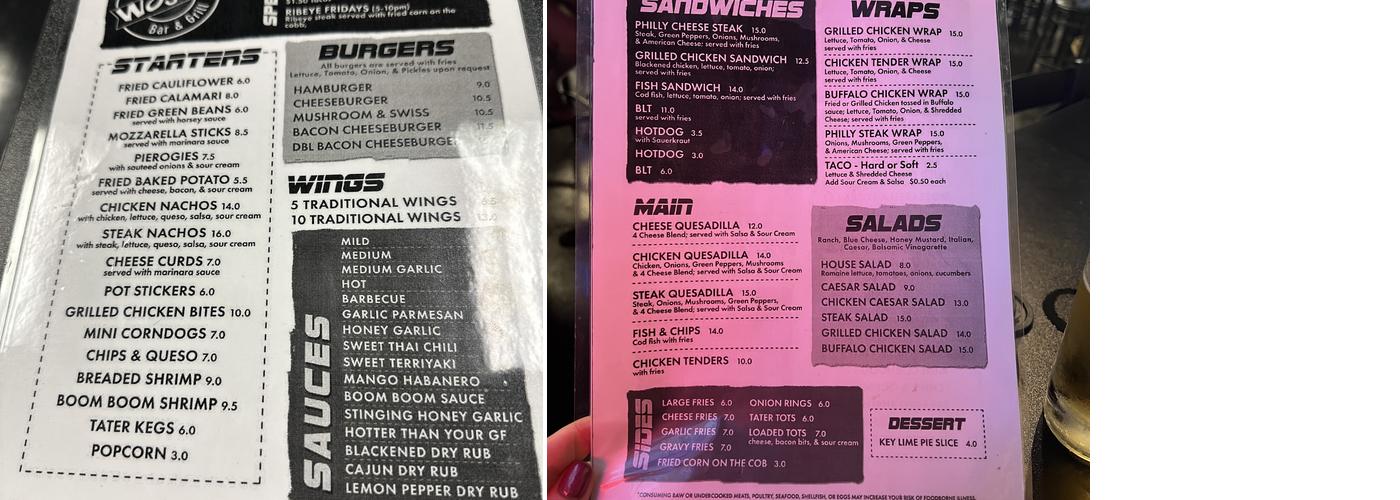 Bar & Grill
RIBEYE FRIDAYS (5-10pm)
Ribeye steak served with fried corn on the
cobb,
STARTERS
FRIED CAULIFLOWER 6.0
FRIED CALAMARI 8.0
FRIED GREEN BEANS 6.0
served with horsey sauce
MOZZARELLA STICKS 8.5
served with marinara sauce
PIEROGIES 7.5
with sauteed onions & sour cream
FRIED BAKED POTATO 5.5
served with cheese, bacon, & sour cream
CHICKEN NACHOS 14.0
with chicken, lettuce, queso, salsa, sour cream
STEAK NACHOS 16.0
with steak, lettuce, queso, salsa, sour cream
CHEESE CURDS 7.0
served with marinara sauce
POT STICKERS 6.0
GRILLED CHICKEN BITES 10.0
MINI CORNDOGS 7.0
CHIPS & QUESO 7.0
BREADED SHRIMP 9.0
BOOM BOOM SHRIMP 9.5
TATER KEGS 6.0
POPCORN 3.0
BURGERS
All burgers are served with fries
Lettuce, Tomato, Onion, & Pickles upon request
HAMBURGER 9.0
CHEESEBURGER 10.5
MUSHROOM & SWISS 10.5
BACON CHEESEBURGER 11.5
DBL BACON CHEESEBURGE
WINGS
5 TRADITIONAL WINGS 6.5
10 TRADITIONAL WINGS 13.0
SAUCES
MILD
MEDIUM
MEDIUM GARLIC
HOT
BARBECUE
GARLIC PARMESAN
HONEY GARLIC
SWEET THAI CHILI
SWEET TERRIYAKI
MANGO HABANERO
BOOM BOOM SAUCE
STINGING HONEY GARLIC
HOTTER THAN YOUR GF
BLACKENED DRY RUB
CAJUN DRY RUB
LEMON PEPPER DRY RUB
SANDWICHES
PHILLY CHEESE STEAK 15.0
Steak, Green Peppers, Onions, Mushrooms,
& American Cheese; served with fries
GRILLED CHICKEN SANDWICH 12.5
Blackened chicken, lettuce, tomato, onion;
served with fries
FISH SANDWICH 14.0
Cod fish, lettuce, tomato, onion; served with fries
BLT 11.0
served with fries
HOTDOG 3.5
with Sauerkraut
HOTDOG 3.0
BLT 6.0
WRAPS
GRILLED CHICKEN WRAP 15.0
Lettuce, Tomato, Onion, & Cheese
served with fries
CHICKEN TENDER WRAP 15.0
Lettuce, Tomato, Onion, & Cheese
served with fries
BUFFALO CHICKEN WRAP 15.0
Fried or Grilled Chicken tossed in Buffalo
sauce; Lettuce, Tomato, Onion, & Shredded
Cheese; served with fries
PHILLY STEAK WRAP 15.0
Onions, Mushrooms, Green Peppers,
& American Cheese; served with fries
TACO - Hard or Soft 2.5
Lettuce & Shredded Cheese
Add Sour Cream & Salsa $0.50 each
MAIN
CHEESE QUESADILLA 12.0
4 Cheese Blend; served with Salsa & Sour Cream
CHICKEN QUESADILLA 14.0
Chicken, Onions, Green Peppers, Mushrooms
& 4 Cheese Blend; served with Salsa & Sour Cream
STEAK QUESADILLA 15.0
Steak, Onions, Mushrooms, Green Peppers,
& 4 Cheese Blend; served with Salsa & Sour Cream
FISH & CHIPS 14.0
Cod fish with fries
CHICKEN TENDERS 10.0
with fries
SALADS
Ranch, Blue Cheese, Honey Mustard, Italian,
Caesar, Balsamic Vinagarette
HOUSE SALAD 8.0
Romaine lettuce, tomatoes, onions, cucumbers
CAESAR SALAD 9.0
CHICKEN CAESAR SALAD 13.0
STEAK SALAD 15.0
GRILLED CHICKEN SALAD 14.0
BUFFALO CHICKEN SALAD 15.0
SIDES
LARGE FRIES 6.0
CHEESE FRIES 7.0
GARLIC FRIES 7.0
GRAVY FRIES 7.0
FRIED CORN ON THE COB 3.0
ONION RINGS 6.0
TATER TOTS 6.0
LOADED TOTS 7.0
cheese, bacon bits, & sour cream
DESSERT
KEY LIME PIE SLICE 4.0
*CONSUMING RAW OR UNDERCOOKED MEATS, POULTRY, SEAFOOD, SHELLFISH, OR EGGS MAY INCREASE YOUR RISK OF FOODBORNE ILLNESS.